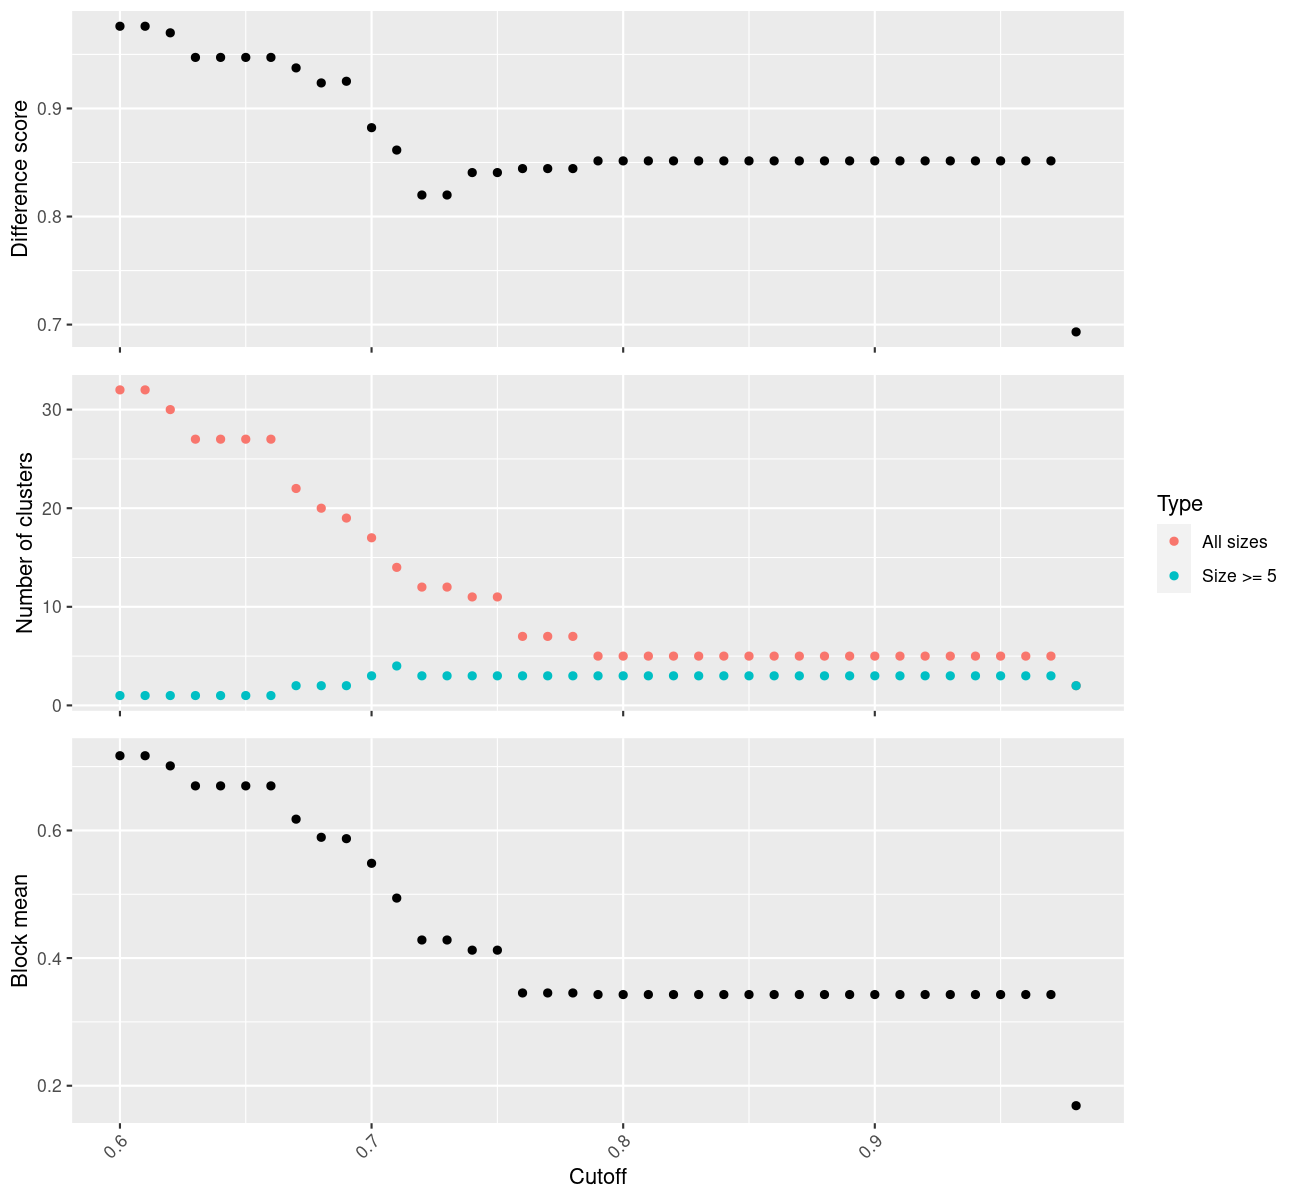 Difference score
0.9
0.8
0.7
Number of clusters
30
20
10
0
Type
All sizes
Size >= 5
Block mean
0.6
0.4
0.2
0.6
0.7
0.8
0.9
Cutoff